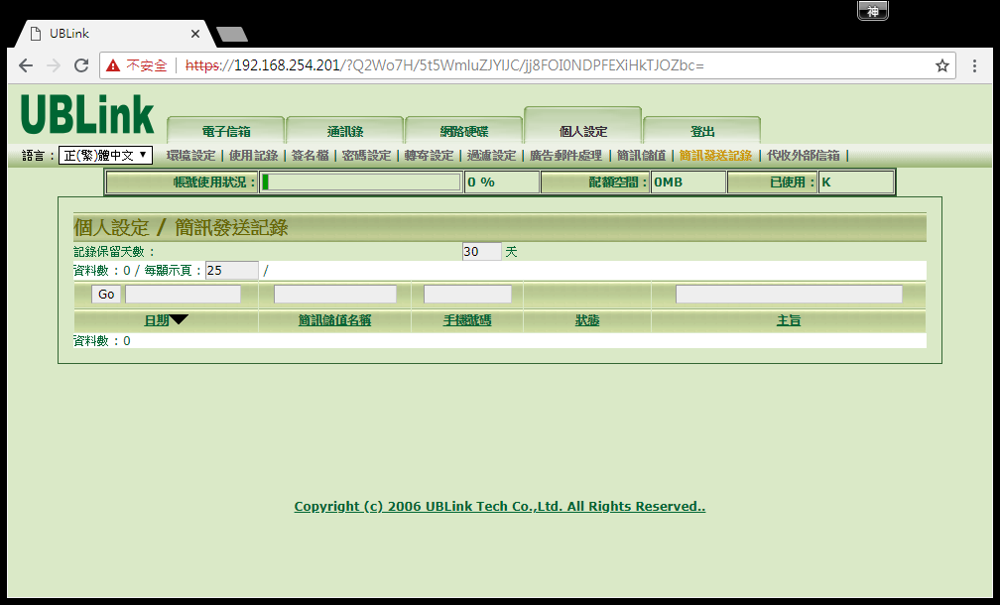 神
UBLink
不安全 https://192.168.254.201/?Q2Wo7H/5t5WmluZJYlJC/jj8FOI0NDPFEXiHkTJOZbc=
UBLink 電子信箱 通訊錄 網路硬碟 個人設定 登出
語言： 正(繁)體中文 環境設定 | 使用記錄 | 簽名檔 | 密碼設定 | 轉寄設定 | 過濾設定 | 廣告郵件處理 | 簡訊儲值 | 簡訊發送記錄 | 代收外部信箱 |
帳號使用狀況： 0 % 配額空間： 0MB 已使用： K
個人設定 / 簡訊發送記錄
記錄保留天數： 30 天
資料數：0 / 每顯示頁：25 /
Go
日期 簡訊儲值名稱 手機號碼 狀態 主旨
資料數：0
Copyright (c) 2006 UBLink Tech Co.,Ltd. All Rights Reserved..